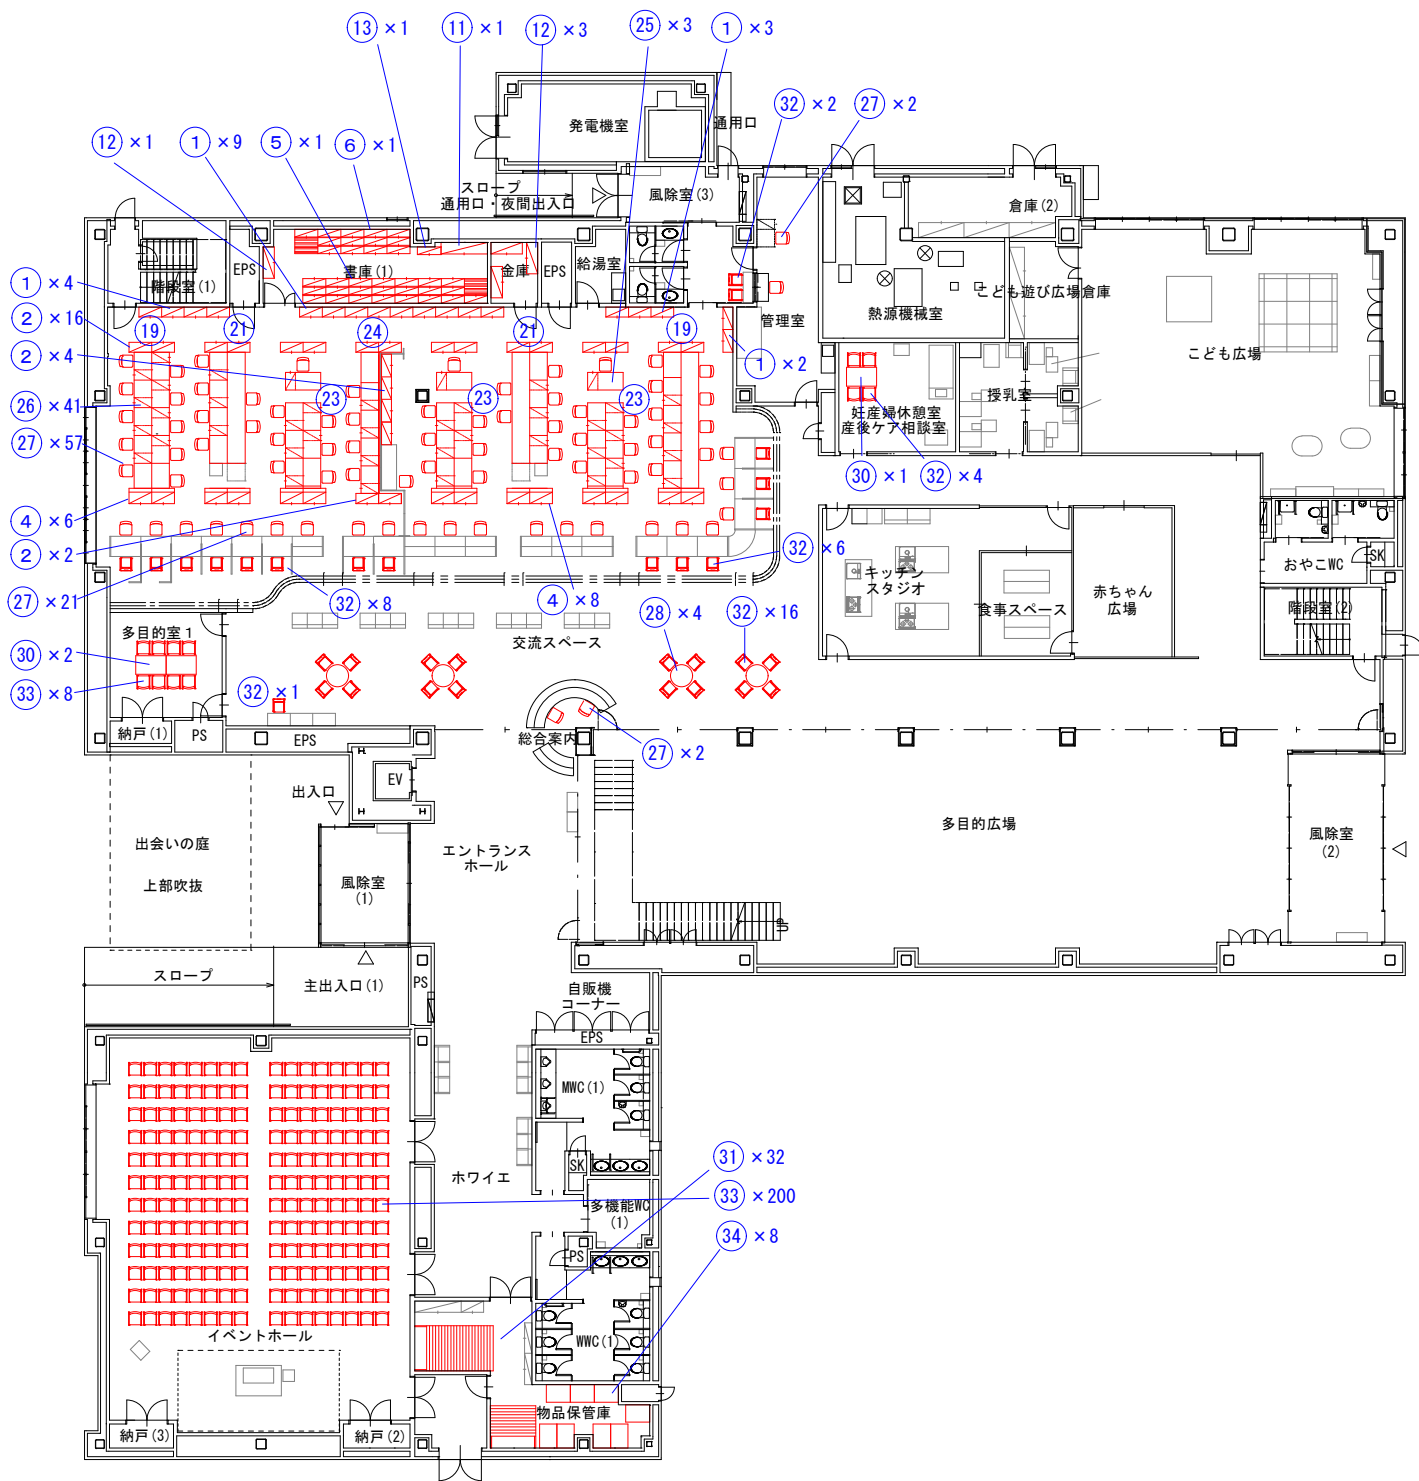 ⑬ ×1
⑪ ×1
⑫ ×3
㉕ ×3
① ×3
㉜ ×2
㉗ ×2
⑫ ×1
① ×9
⑤ ×1
⑥ ×1
発電機室
通用口
スロープ
通用口・夜間出入口
風除室(3)
倉庫(2)
EPS
階段室(1)
書庫(1)
金庫
EPS
給湯室
管理室
熱源機械室
こども遊び広場倉庫
こども広場
① ×4
② ×16
② ×4
㉖ ×41
㉗ ×57
④ ×6
② ×2
㉗ ×21
⑲
㉑
㉔
㉑
⑲
㉓
㉓
㉓
① ×2
授乳室
妊産婦休憩室
産後ケア相談室
㉚ ×1
㉜ ×4
㉜ ×6
㉜ ×8
④ ×8
㉘ ×4
㉜ ×16
キッチン
スタジオ
食事スペース
赤ちゃん
広場
おやこWC
SK
階段室(2)
多目的室1
㉚ ×2
㉝ ×8
㉜ ×1
交流スペース
納戸(1)
PS
EPS
総合案内
㉗ ×2
EV
出入口
出会いの庭
上部吹抜
風除室
(1)
エントランス
ホール
多目的広場
風除室
(2)
UP
スロープ
主出入口(1)
PS
自販機
コーナー
EPS
MWC(1)
SK
ホワイエ
多機能WC
(1)
PS
㉛ ×32
㉝ ×200
㉞ ×8
WWC(1)
イベントホール
物品保管庫
納戸(3)
納戸(2)